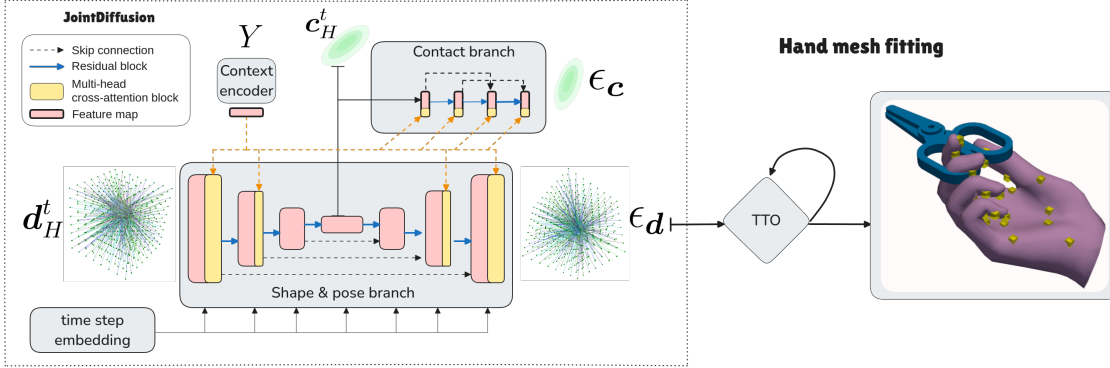 JointDiffusion
Skip connection
Residual block
Multi-head
cross-attention block
Feature map
Y
Context
encoder
c_H^t
Contact branch
ϵ_c
Hand mesh fitting
d_H^t
ϵ_d
TTO
Shape & pose branch
time step
embedding